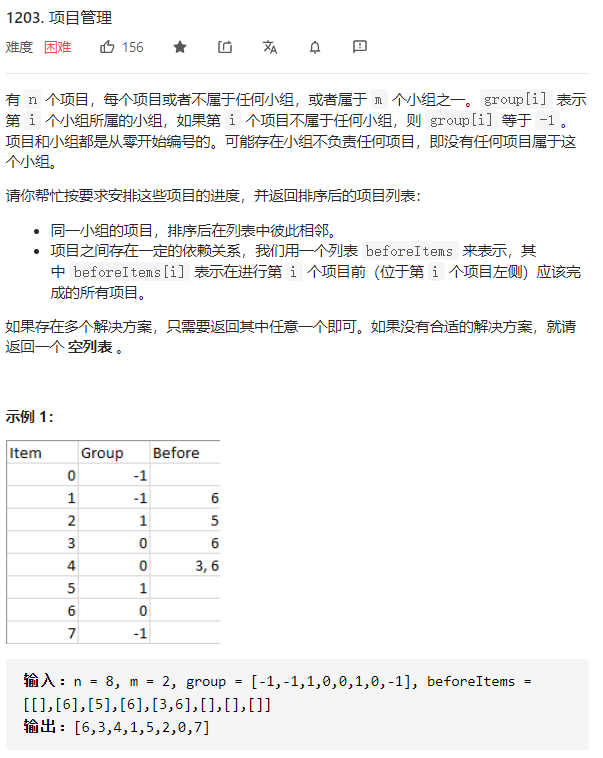 1203. 项目管理
难度 困难 156
有 n 个项目，每个项目或者不属于任何小组，或者属于 m 个小组之一。group[i] 表示
第 i 个小组所属的小组，如果第 i 个项目不属于任何小组，则 group[i] 等于 -1。
项目和小组都是从零开始编号的。可能存在小组不负责任何项目，即没有任何项目属于这
个小组。
请你帮忙按要求安排这些项目的进度，并返回排序后的项目列表：
• 同一小组的项目，排序后在列表中彼此相邻。
• 项目之间存在一定的依赖关系，我们用一个列表 beforeItems 来表示，其
中 beforeItems[i] 表示在进行第 i 个项目前（位于第 i 个项目左侧）应该完
成的所有项目。
如果存在多个解决方案，只需要返回其中任意一个即可。如果没有合适的解决方案，就请
返回一个 空列表 。
示例 1：
Item Group Before
0 -1
1 -1 6
2 1 5
3 0 6
4 0 3, 6
5 1
6 0
7 -1
输入：n = 8, m = 2, group = [-1,-1,1,0,0,1,0,-1], beforeItems =
[[],[6],[5],[6],[3,6],[],[],[]]
输出：[6,3,4,1,5,2,0,7]